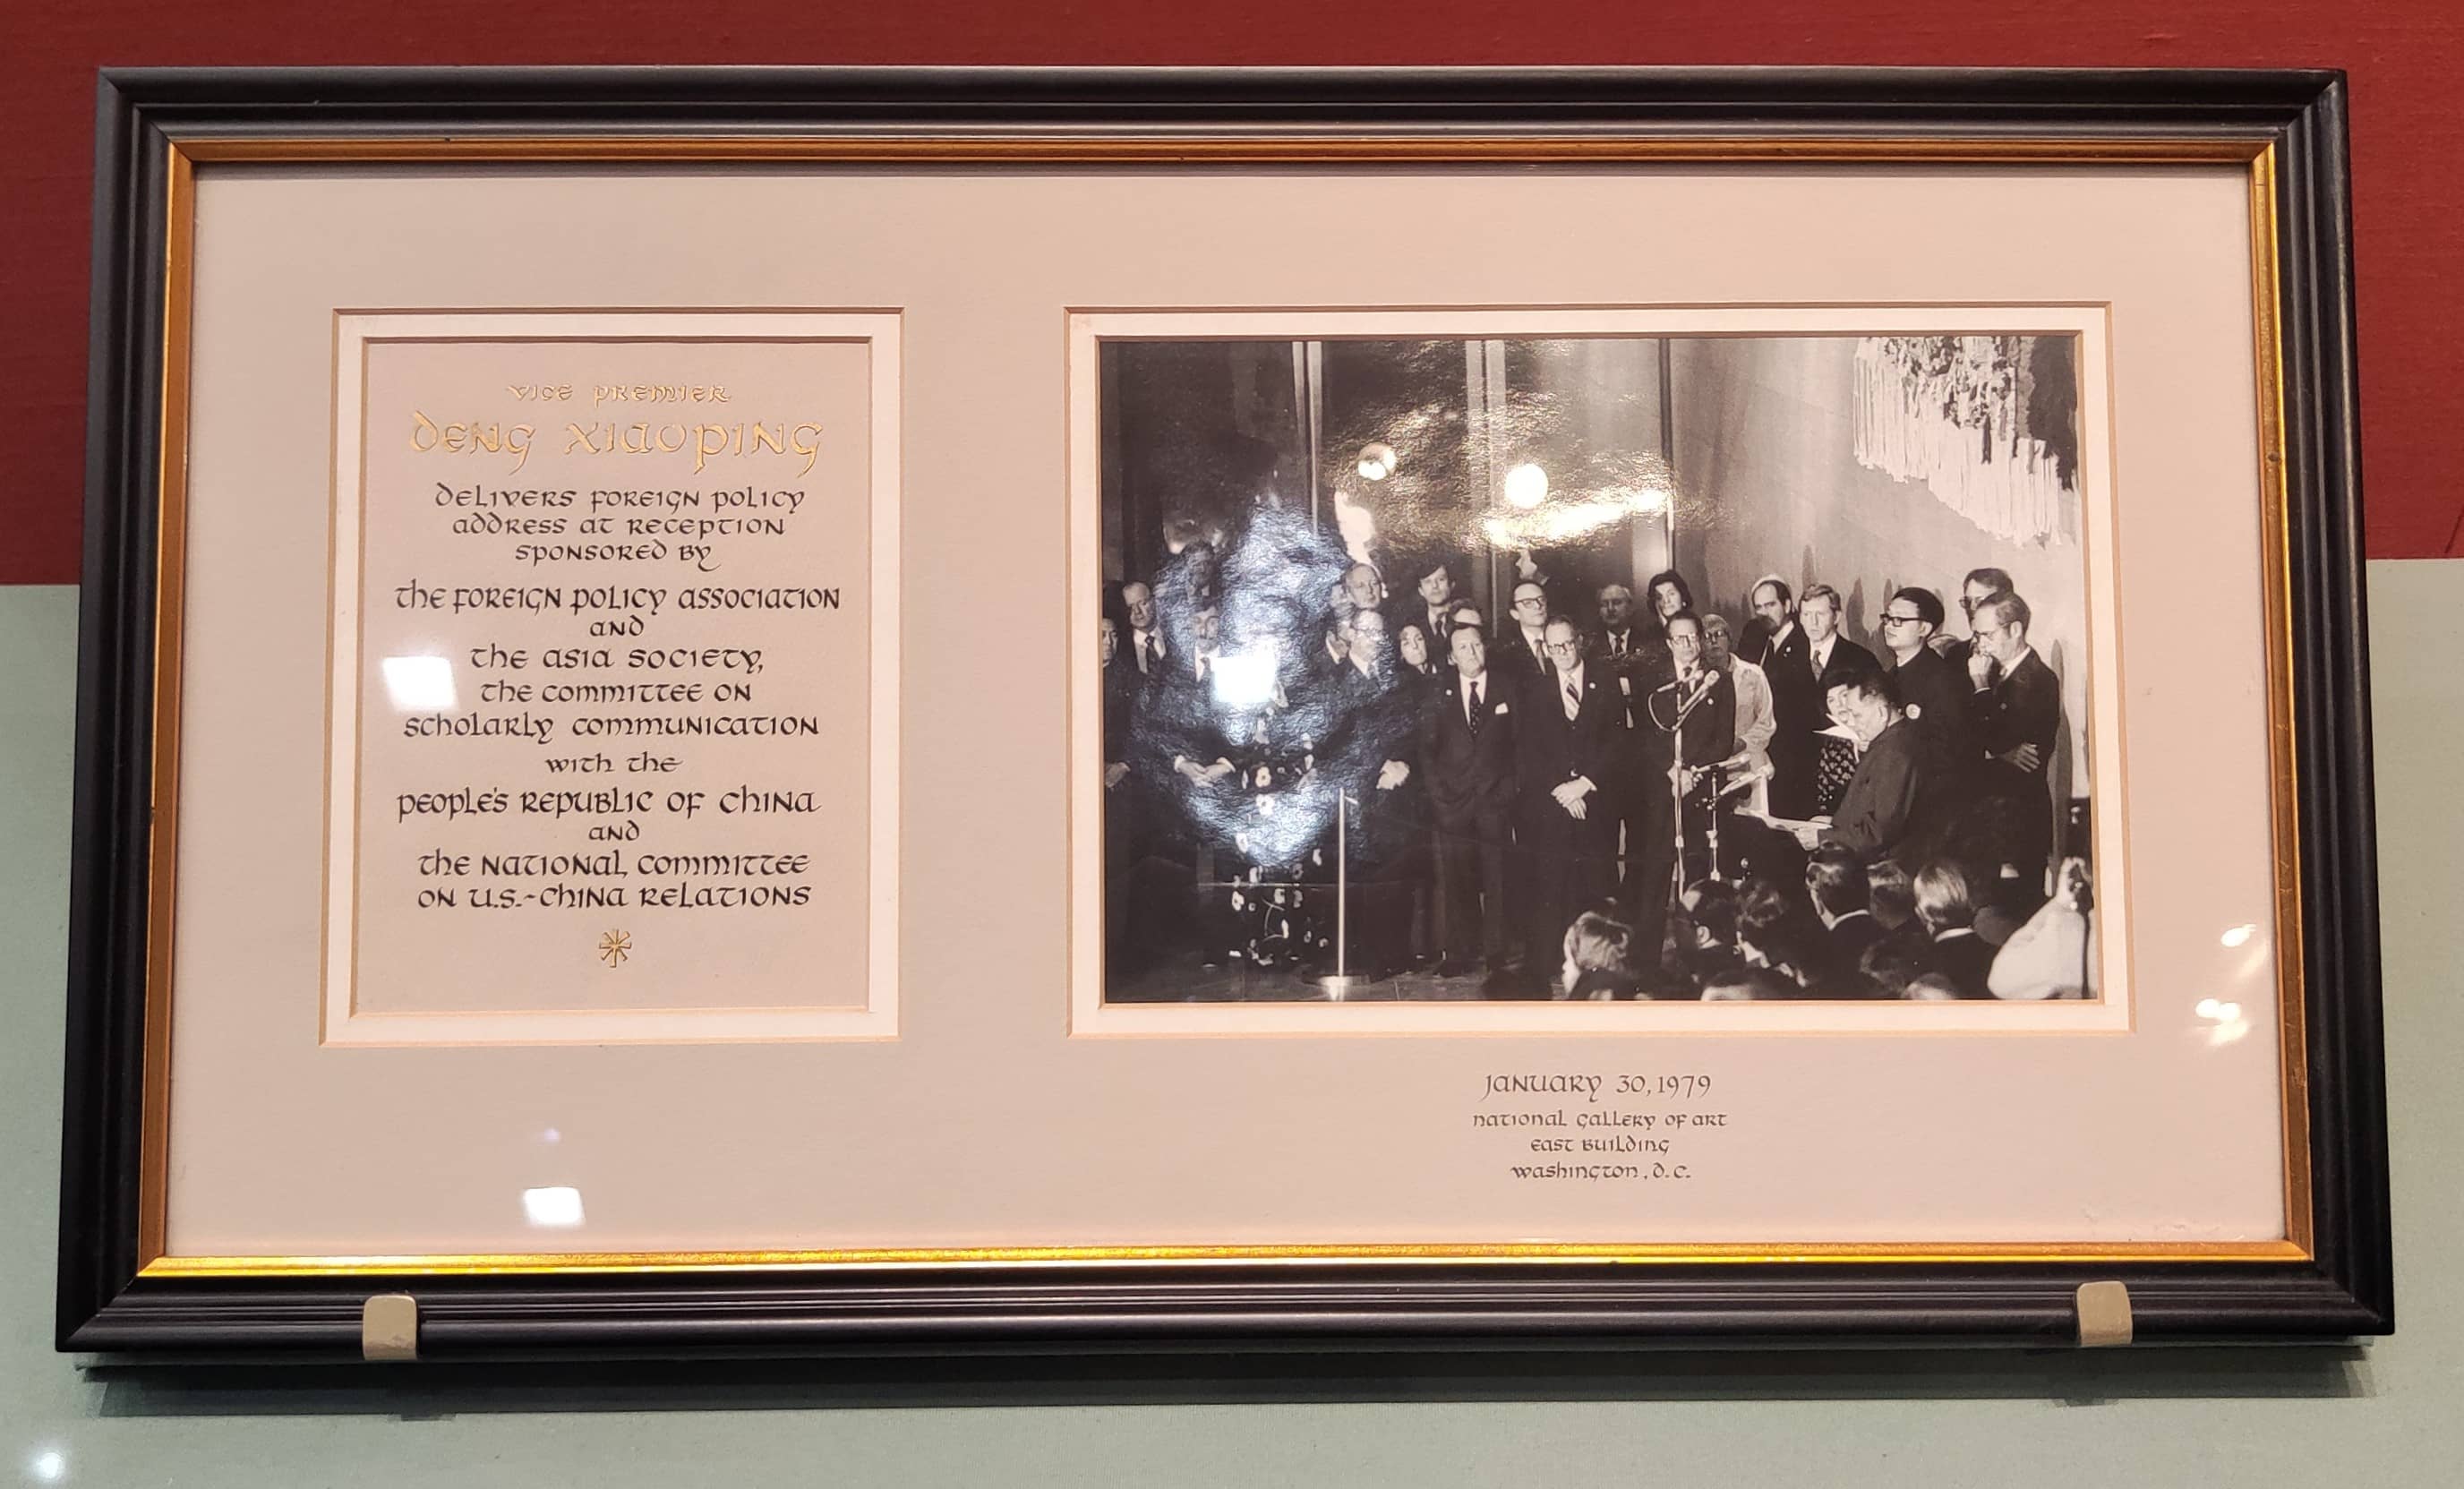 VICE PREMIER
DENG XIAOPING
DELIVERS FOREIGN POLICY
ADDRESS AT RECEPTION
SPONSORED BY
THE FOREIGN POLICY ASSOCIATION
AND
THE ASIA SOCIETY,
THE COMMITTEE ON
SCHOLARLY COMMUNICATION
WITH THE
PEOPLE'S REPUBLIC OF CHINA
AND
THE NATIONAL COMMITTEE
ON U.S.-CHINA RELATIONS
JANUARY 30, 1979
NATIONAL GALLERY OF ART
EAST BUILDING
WASHINGTON, D.C.